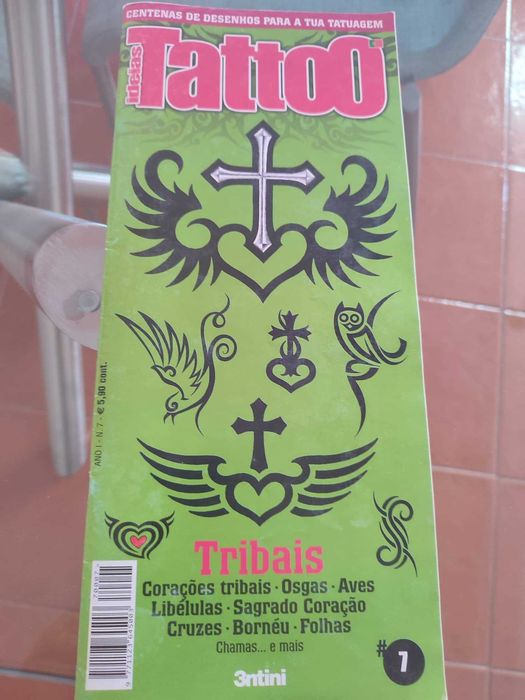 CENTENAS DE DESENHOS PARA A TUA TATUAGEM
ideias
TattOO
ANO I - N. 7 - € 5,90 cont.
Tribais
Corações tribais · Osgas · Aves
Libélulas · Sagrado Coração
Cruzes · Bornéu · Folhas
Chamas... e mais
#7
3ntini
70007